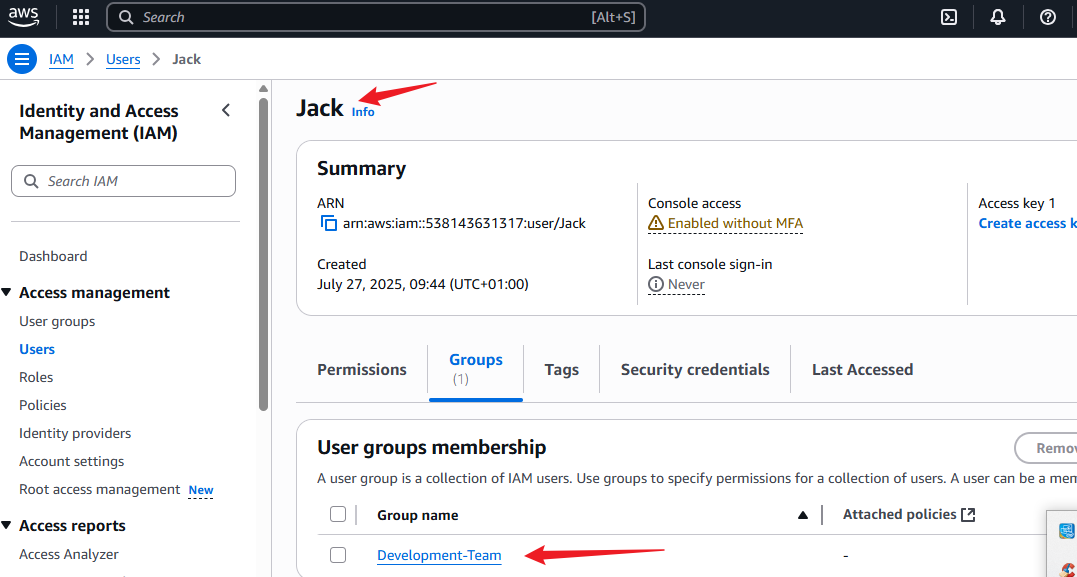 aws
Search [Alt+S]
IAM > Users > Jack
Identity and Access
Management (IAM)
Search IAM
Dashboard
Access management
User groups
Users
Roles
Policies
Identity providers
Account settings
Root access management New
Access reports
Access Analyzer
Jack Info
Summary
ARN
arn:aws:iam::538143631317:user/Jack
Created
July 27, 2025, 09:44 (UTC+01:00)
Console access
Enabled without MFA
Last console sign-in
Never
Access key 1
Create access k
Permissions
Groups
(1)
Tags
Security credentials
Last Accessed
User groups membership
Remov
A user group is a collection of IAM users. Use groups to specify permissions for a collection of users. A user can be a mem
Group name
Attached policies
Development-Team
-